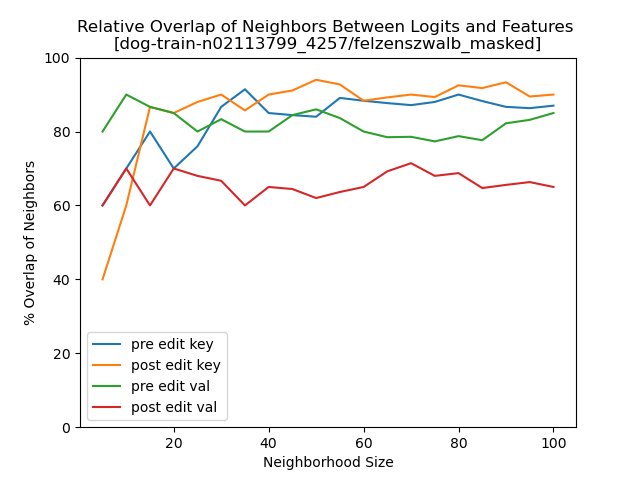 Relative Overlap of Neighbors Between Logits and Features
[dog-train-n02113799_4257/felzenszwalb_masked]
100
80
60
40
20
0
% Overlap of Neighbors
pre edit key
post edit key
pre edit val
post edit val
20 40 60 80 100
Neighborhood Size